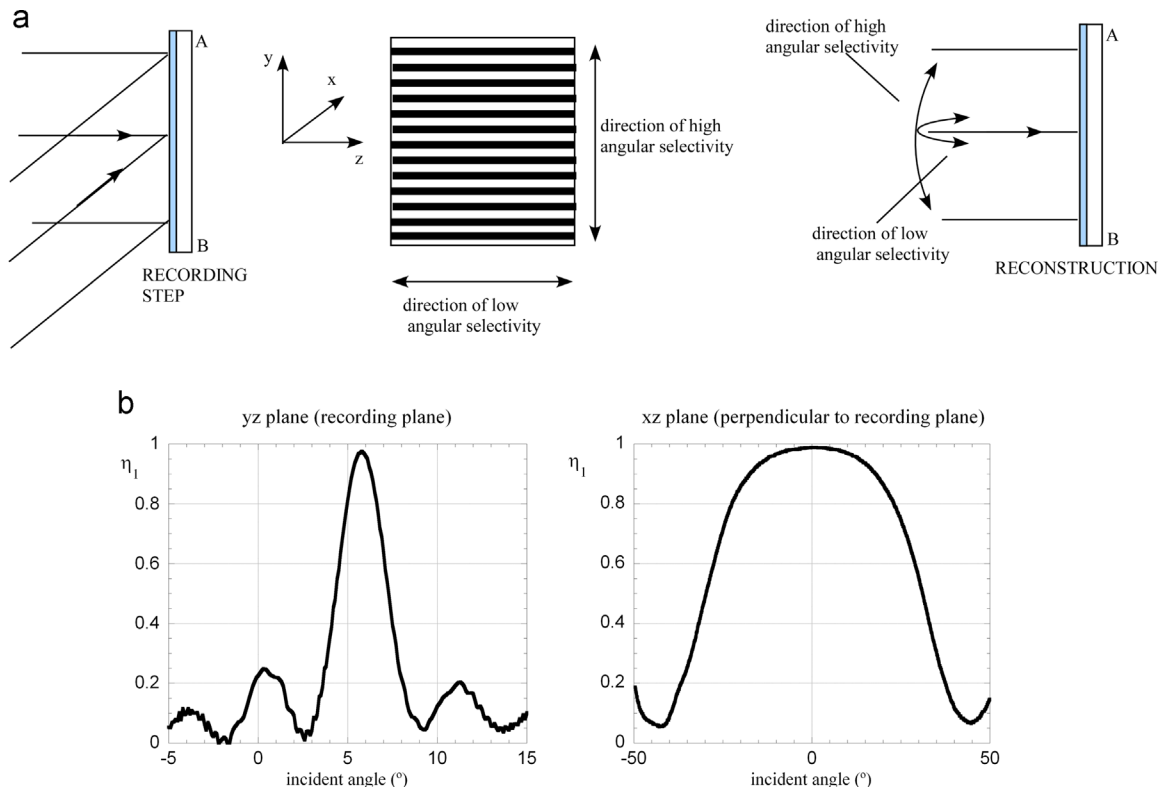 a
A
B
RECORDING
STEP
y
x
z
direction of high
angular selectivity
direction of low
angular selectivity
direction of high
angular selectivity
A
direction of low
angular selectivity
B
RECONSTRUCTION
b
yz plane (recording plane)
η1
1
0.8
0.6
0.4
0.2
0
-5
0
5
10
15
incident angle (º)
xz plane (perpendicular to recording plane)
η1
1
0.8
0.6
0.4
0.2
0
-50
0
50
incident angle (º)